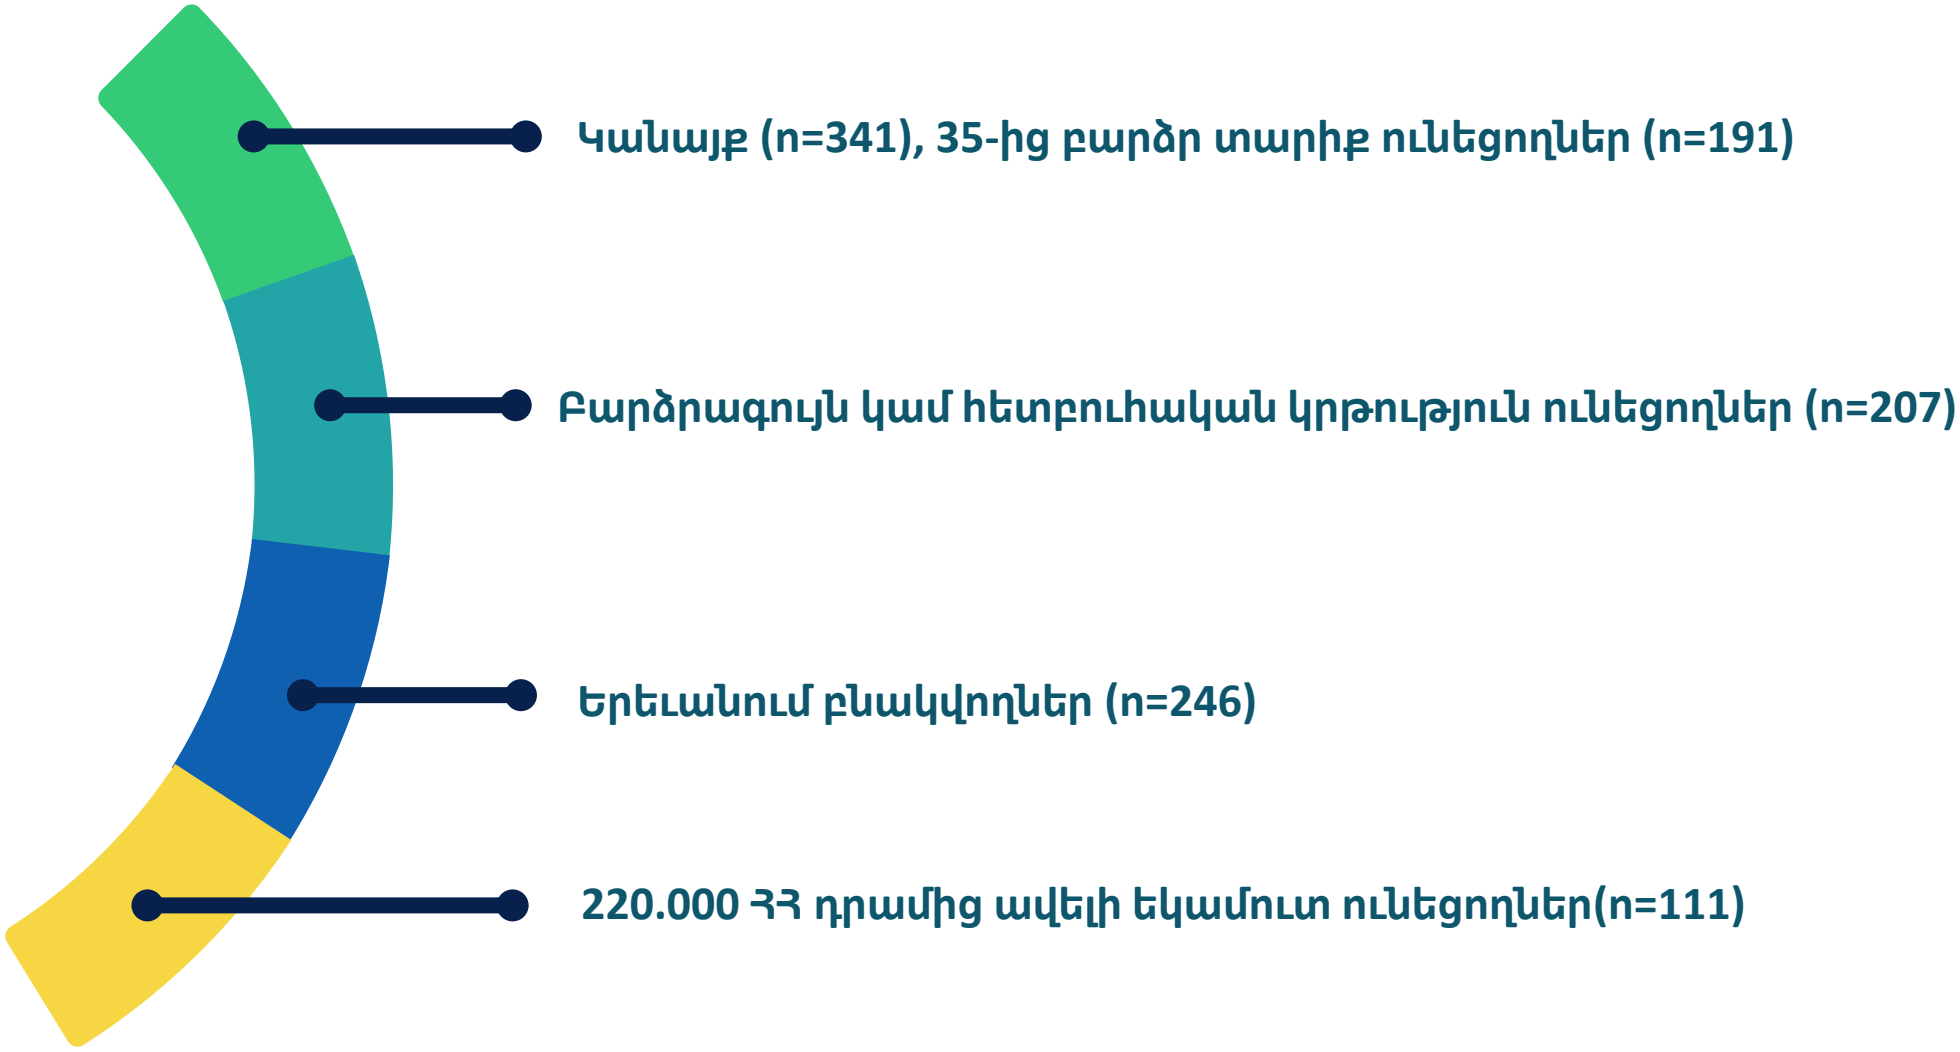 Կանայք (n=341), 35-ից բարձր տարիք ունեցողներ (n=191)
Բարձրագույն կամ հետբուհական կրթություն ունեցողներ (n=207)
Երեւանում բնակվողներ (n=246)
220.000 ՀՀ դրամից ավելի եկամուտ ունեցողներ(n=111)